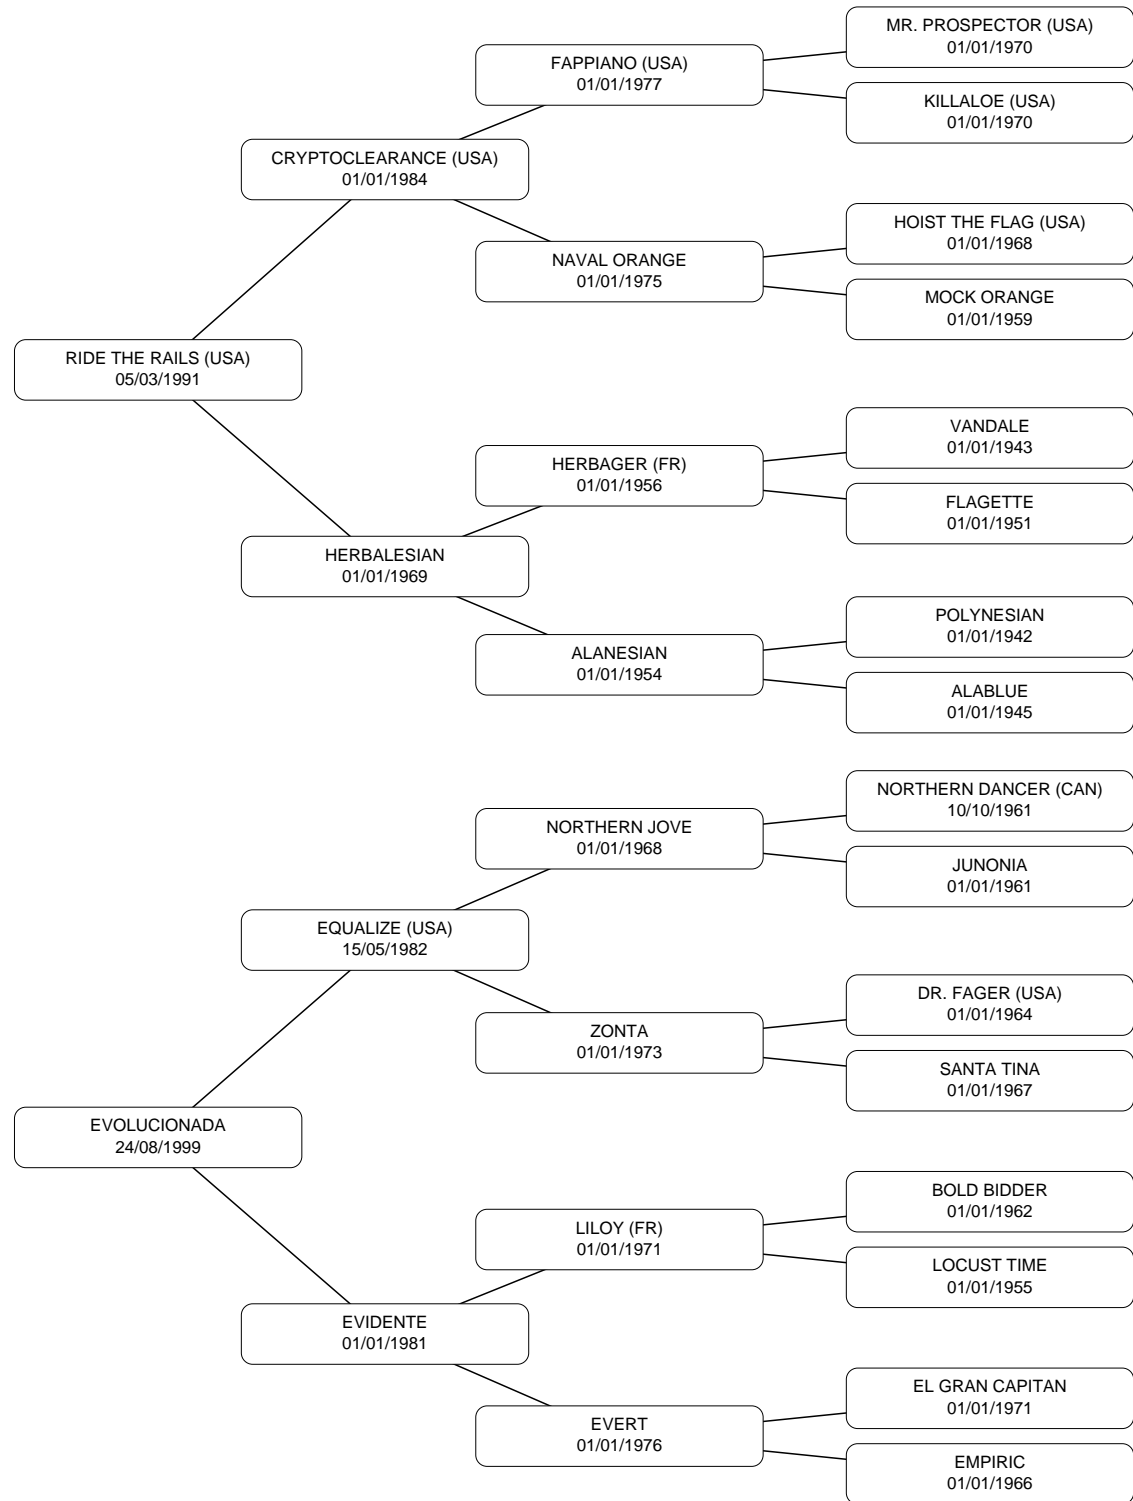 MR. PROSPECTOR (USA)
01/01/1970
FAPPIANO (USA)
01/01/1977
KILLALOE (USA)
01/01/1970
CRYPTOCLEARANCE (USA)
01/01/1984
HOIST THE FLAG (USA)
01/01/1968
NAVAL ORANGE
01/01/1975
MOCK ORANGE
01/01/1959
RIDE THE RAILS (USA)
05/03/1991
VANDALE
01/01/1943
HERBAGER (FR)
01/01/1956
FLAGETTE
01/01/1951
HERBALESIAN
01/01/1969
POLYNESIAN
01/01/1942
ALANESIAN
01/01/1954
ALABLUE
01/01/1945
NORTHERN DANCER (CAN)
10/10/1961
NORTHERN JOVE
01/01/1968
JUNONIA
01/01/1961
EQUALIZE (USA)
15/05/1982
DR. FAGER (USA)
01/01/1964
ZONTA
01/01/1973
SANTA TINA
01/01/1967
EVOLUCIONADA
24/08/1999
BOLD BIDDER
01/01/1962
LILOY (FR)
01/01/1971
LOCUST TIME
01/01/1955
EVIDENTE
01/01/1981
EL GRAN CAPITAN
01/01/1971
EVERT
01/01/1976
EMPIRIC
01/01/1966